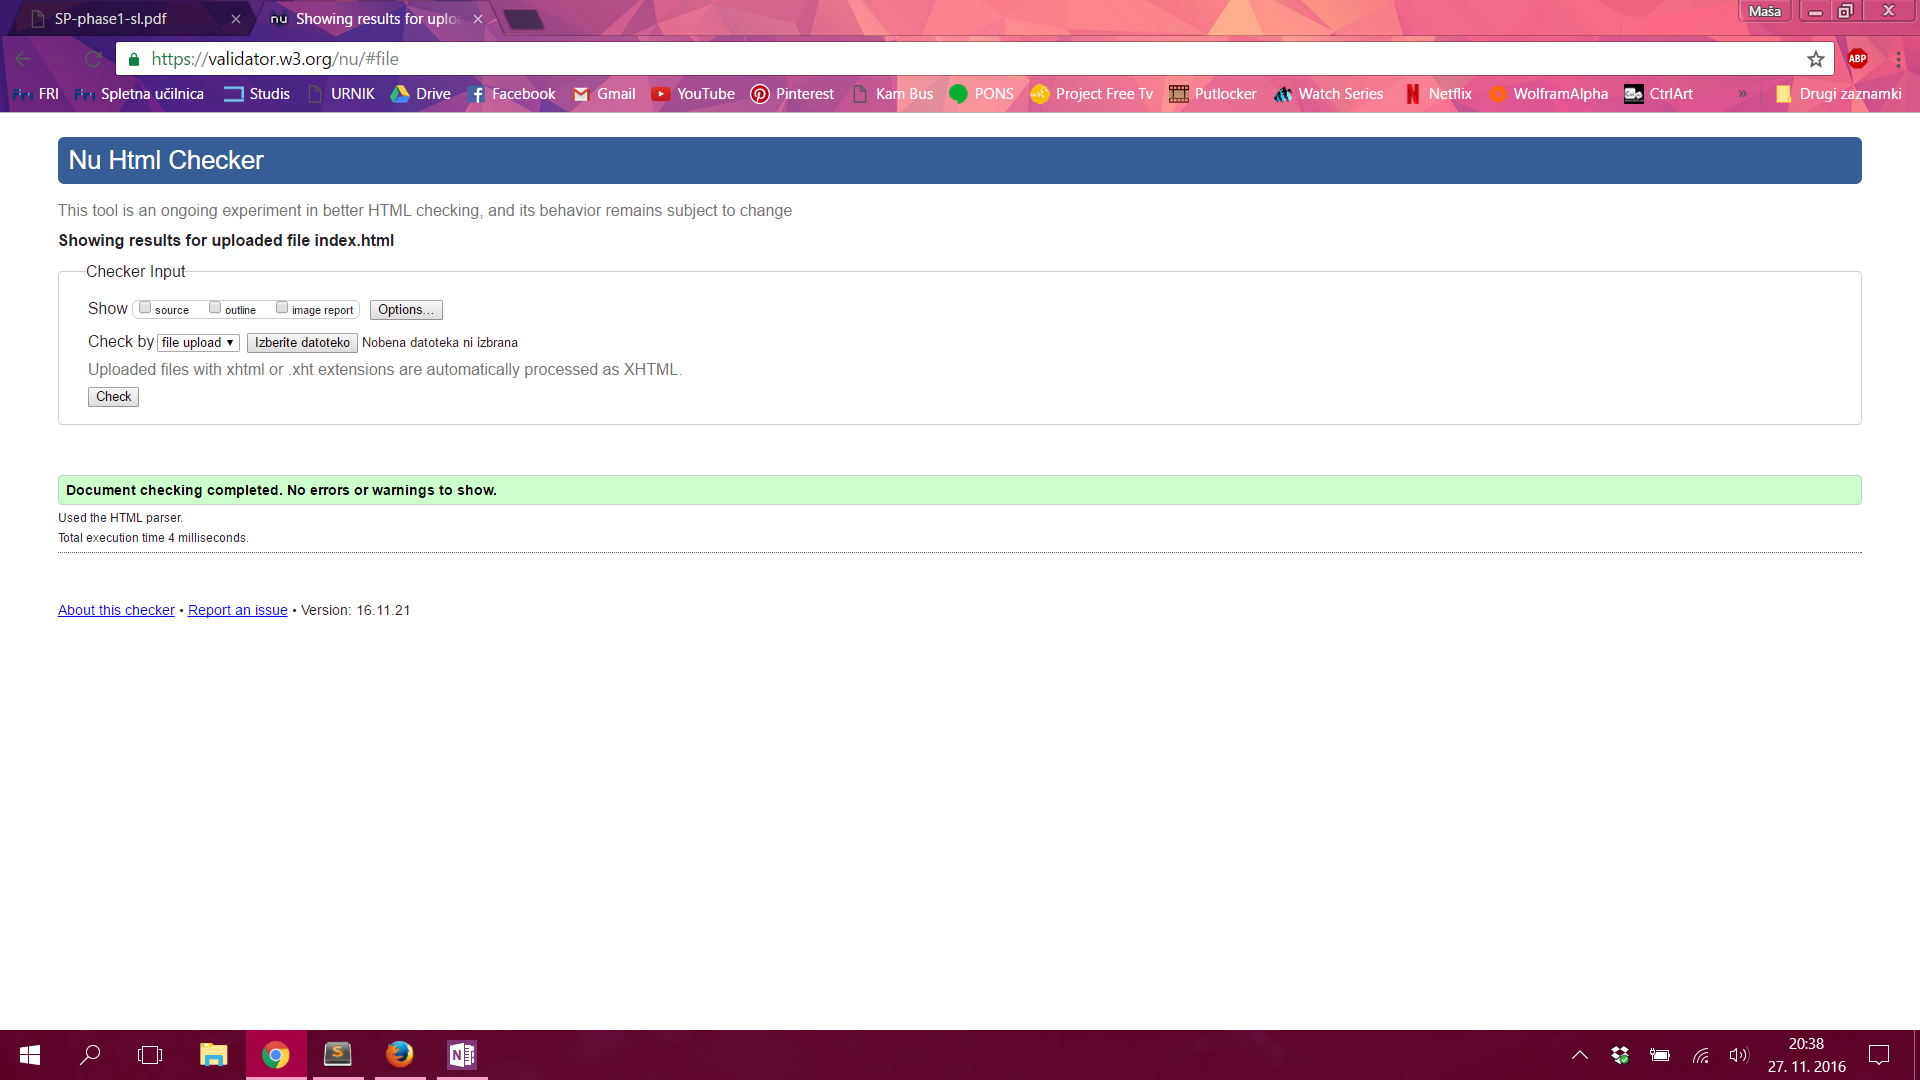 SP-phase1-sl.pdf
nu Showing results for uplo
Maša
https://validator.w3.org/nu/#file
ABP
FRI Spletna učilnica Studis URNIK Drive Facebook Gmail YouTube Pinterest Kam Bus PONS Project Free Tv Putlocker Watch Series Netflix WolframAlpha CtrlArt » Drugi zaznamki
Nu Html Checker
This tool is an ongoing experiment in better HTML checking, and its behavior remains subject to change
Showing results for uploaded file index.html
Checker Input
Show source outline image report Options...
Check by file upload Izberite datoteko Nobena datoteka ni izbrana
Uploaded files with xhtml or .xht extensions are automatically processed as XHTML.
Check
Document checking completed. No errors or warnings to show.
Used the HTML parser.
Total execution time 4 milliseconds.
About this checker • Report an issue • Version: 16.11.21
20:38
27. 11. 2016